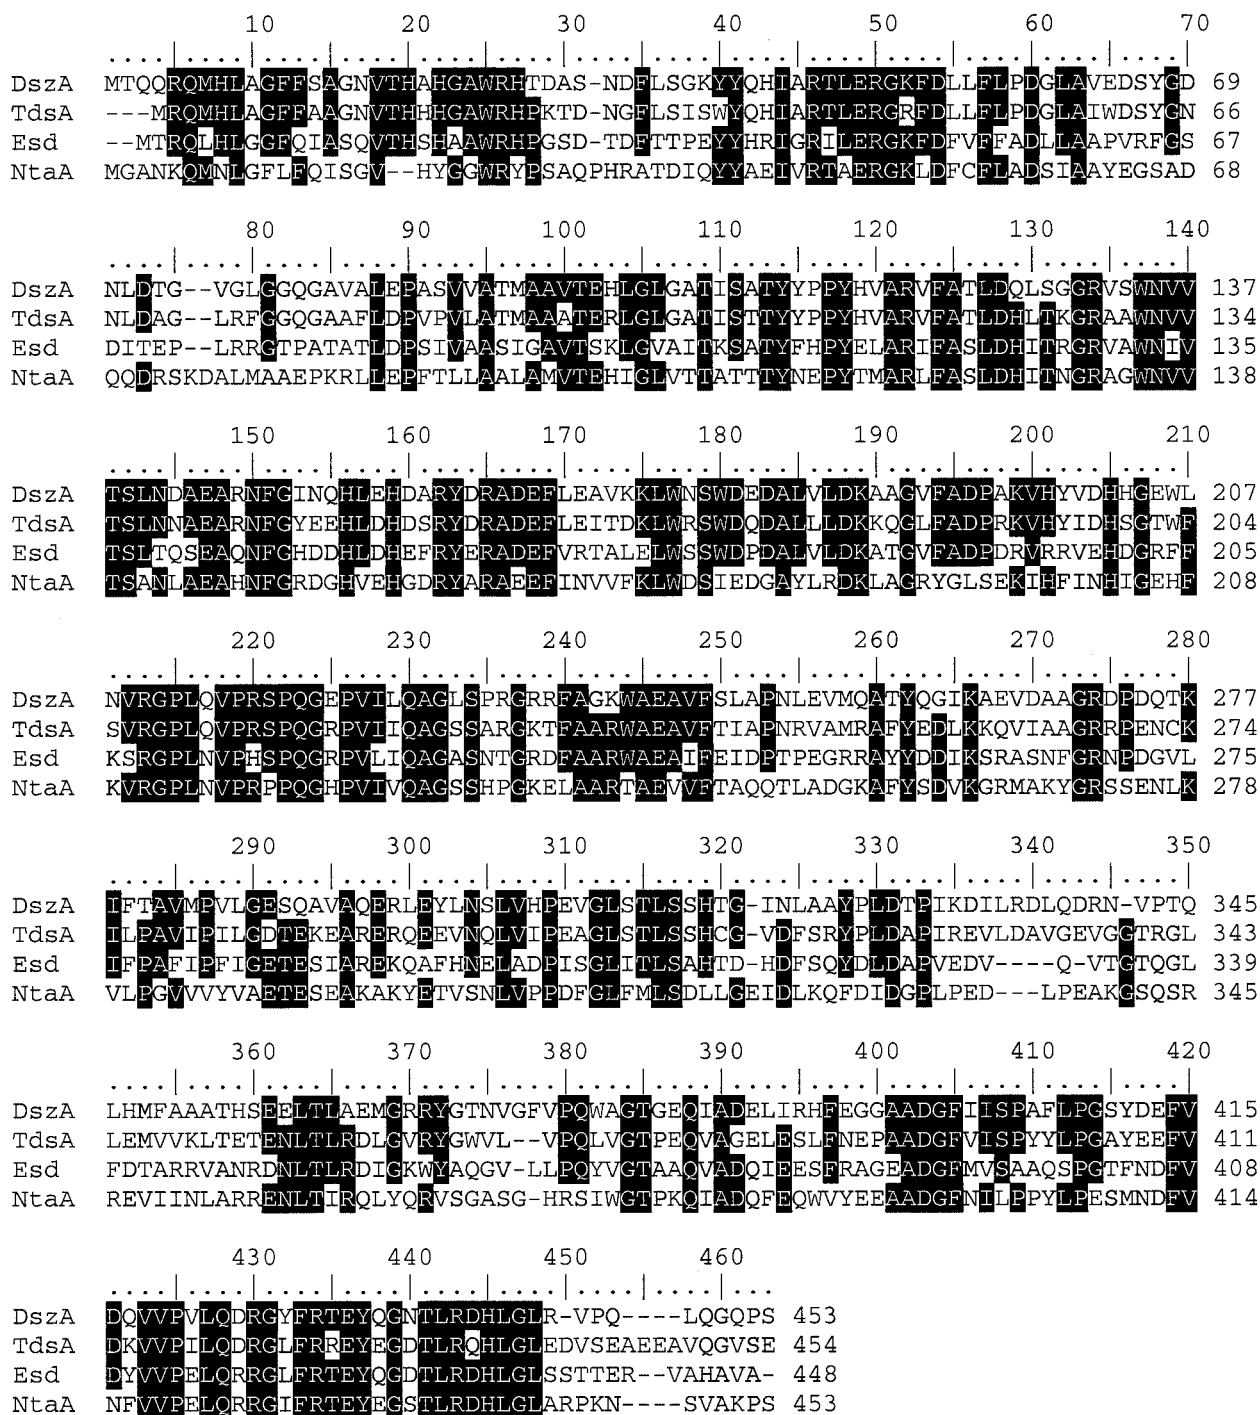 10 20 30 40 50 60 70
DszA MTQQRQMHLAGFFSAGNVTHAHGAWRHTDAS-NDFLSGKYYQHIARTLERGKFDLLFLPDGLAVEDSYGD 69
TdsA ---MRQMHLAGFFAAGNVTHHHGAWRHPKTD-NGFLSISWYQHIARTLERGRFDLLFLPDGLAIWDSYGN 66
Esd --MTRQLHLGGFQIASQVTHSHAAWRHPGSD-TDFTTPEYYHRIGRILERGKFDFVFFADLLAAPVRFGS 67
NtaA MGANKQMNLGFLFQISGV--HYGGWRYPSAQPHRATDIQYYAEIVRTAERGKLDFCFLADSIAAYEGSAD 68
80 90 100 110 120 130 140
DszA NLDTG--VGLGGQGAVALEPASVVATMAAVTEHLGLGATISATYYPPYHVARVFATLDQLSGGRVSWNVV 137
TdsA NLDAG--LRFGGQGAAFLDPVPVLATMAAATERLGLGATISTTYYPPYHVARVFATLDHLTKGRAAWNVV 134
Esd DITEP--LRRGTPATATLDPSIVAASIGAVTSKLGVAITKSATYFHPYELARIFASLDHITRGRVAWNIV 135
NtaA QQDRSKDALMAAEPKRLLEPFTLLAALAMVTEHIGLVTTATTTYNEPYTMARLFASLDHITNGRAGWNVV 138
150 160 170 180 190 200 210
DszA TSLNDAEARNFGINQHLEHDARYDRADEFLEAVKKLWNSWDEDALVLDKAAGVFADPAKVHYVDHHGEWL 207
TdsA TSLNNAEARNFGYEEHLDHDSRYDRADEFLEITDKLWRSWDQDALLLDKKQGLFADPRKVHYIDHSGTWF 204
Esd TSLTQSEAQNFGHDDHLDHEFRYERADEFVRTALELWSSWDPDALVLDKATGVFADPDRVRRVEHDGRFF 205
NtaA TSANLAEAHNFGRDGHVEHGDRYARAEEFINVVFKLWDSIEDGAYLRDKLAGRYGLSEKIHFINHIGEHF 208
220 230 240 250 260 270 280
DszA NVRGPLQVPRSPQGEPVILQAGLSPRGRRFAGKWAEAVFSLAPNLEVMQATYQGIKAEVDAAGRDPDQTK 277
TdsA SVRGPLQVPRSPQGRPVIIQAGSSARGKTFAARWAEAVFTIAPNRVAMRAFYEDLKKQVIAAGRRPENCK 274
Esd KSRGPLNVPHSPQGRPVLIQAGASNTGRDFAARWAEAIFEIDPTPEGRRAYYDDIKSRASNFGRNPDGVL 275
NtaA KVRGPLNVPRPPQGHPVIVQAGSSHPGKELAARTAEVVFTAQQTLADGKAFYSDVKGRMAKYGRSSENLK 278
290 300 310 320 330 340 350
DszA IFTAVMPVLGESQAVAQERLEYLNSLVHPEVGLSTLSSHTG-INLAAYPLDTPIKDILRDLQDRN-VPTQ 345
TdsA ILPAVIPILGDTEKEARERQEEVNQLVIPEAGLSTLSSHCG-VDFSRYPLDAPIREVLDAVGEVGGTRGL 343
Esd IFPAFIPFIGETESIAREKQAFHNELADPISGLITLSAHTD-HDFSQYDLDAPVEDV----Q-VTGTQGL 339
NtaA VLPGVVVYVAETESEAKAKYETVSNLVPPDFGLFMLSDLLGEIDLKQFDIDGPLPED---LPEAKGSQSR 345
360 370 380 390 400 410 420
DszA LHMFAAATHSEELTLAEMGRRYGTNVGFVPQWAGTGEQIADELIRHFEGGAADGFIISPAFLPGSYDEFV 415
TdsA LEMVVKLTETENLTLRDLGVRYGWVL--VPQLVGTPEQVAGELESLFNEPAADGFVISPYYLPGAYEEFV 411
Esd FDTARRVANRDNLTLRDIGKWYAQGV-LLPQYVGTAAQVADQIEESFRAGEADGFMVSAAQSPGTFNDFV 408
NtaA REVIINLARRENLTIRQLYQRVSGASG-HRSIWGTPKQIADQFEQWVYEEAADGFNILPPYLPESMNDFV 414
430 440 450 460
DszA DQVVPVLQDRGYFRTEYQGNTLRDHLGLR-VPQ----LQGQPS 453
TdsA DKVVPILQDRGLFRREYEGDTLRQHLGLEDVSEAEEAVQGVSE 454
Esd DYVVPELQRRGLFRTEYQGDTLRDHLGLSSTTER--VAHAVA- 448
NtaA NFVVPELQRRGIFRTEYEGSTLRDHLGLARPKN----SVAKPS 453